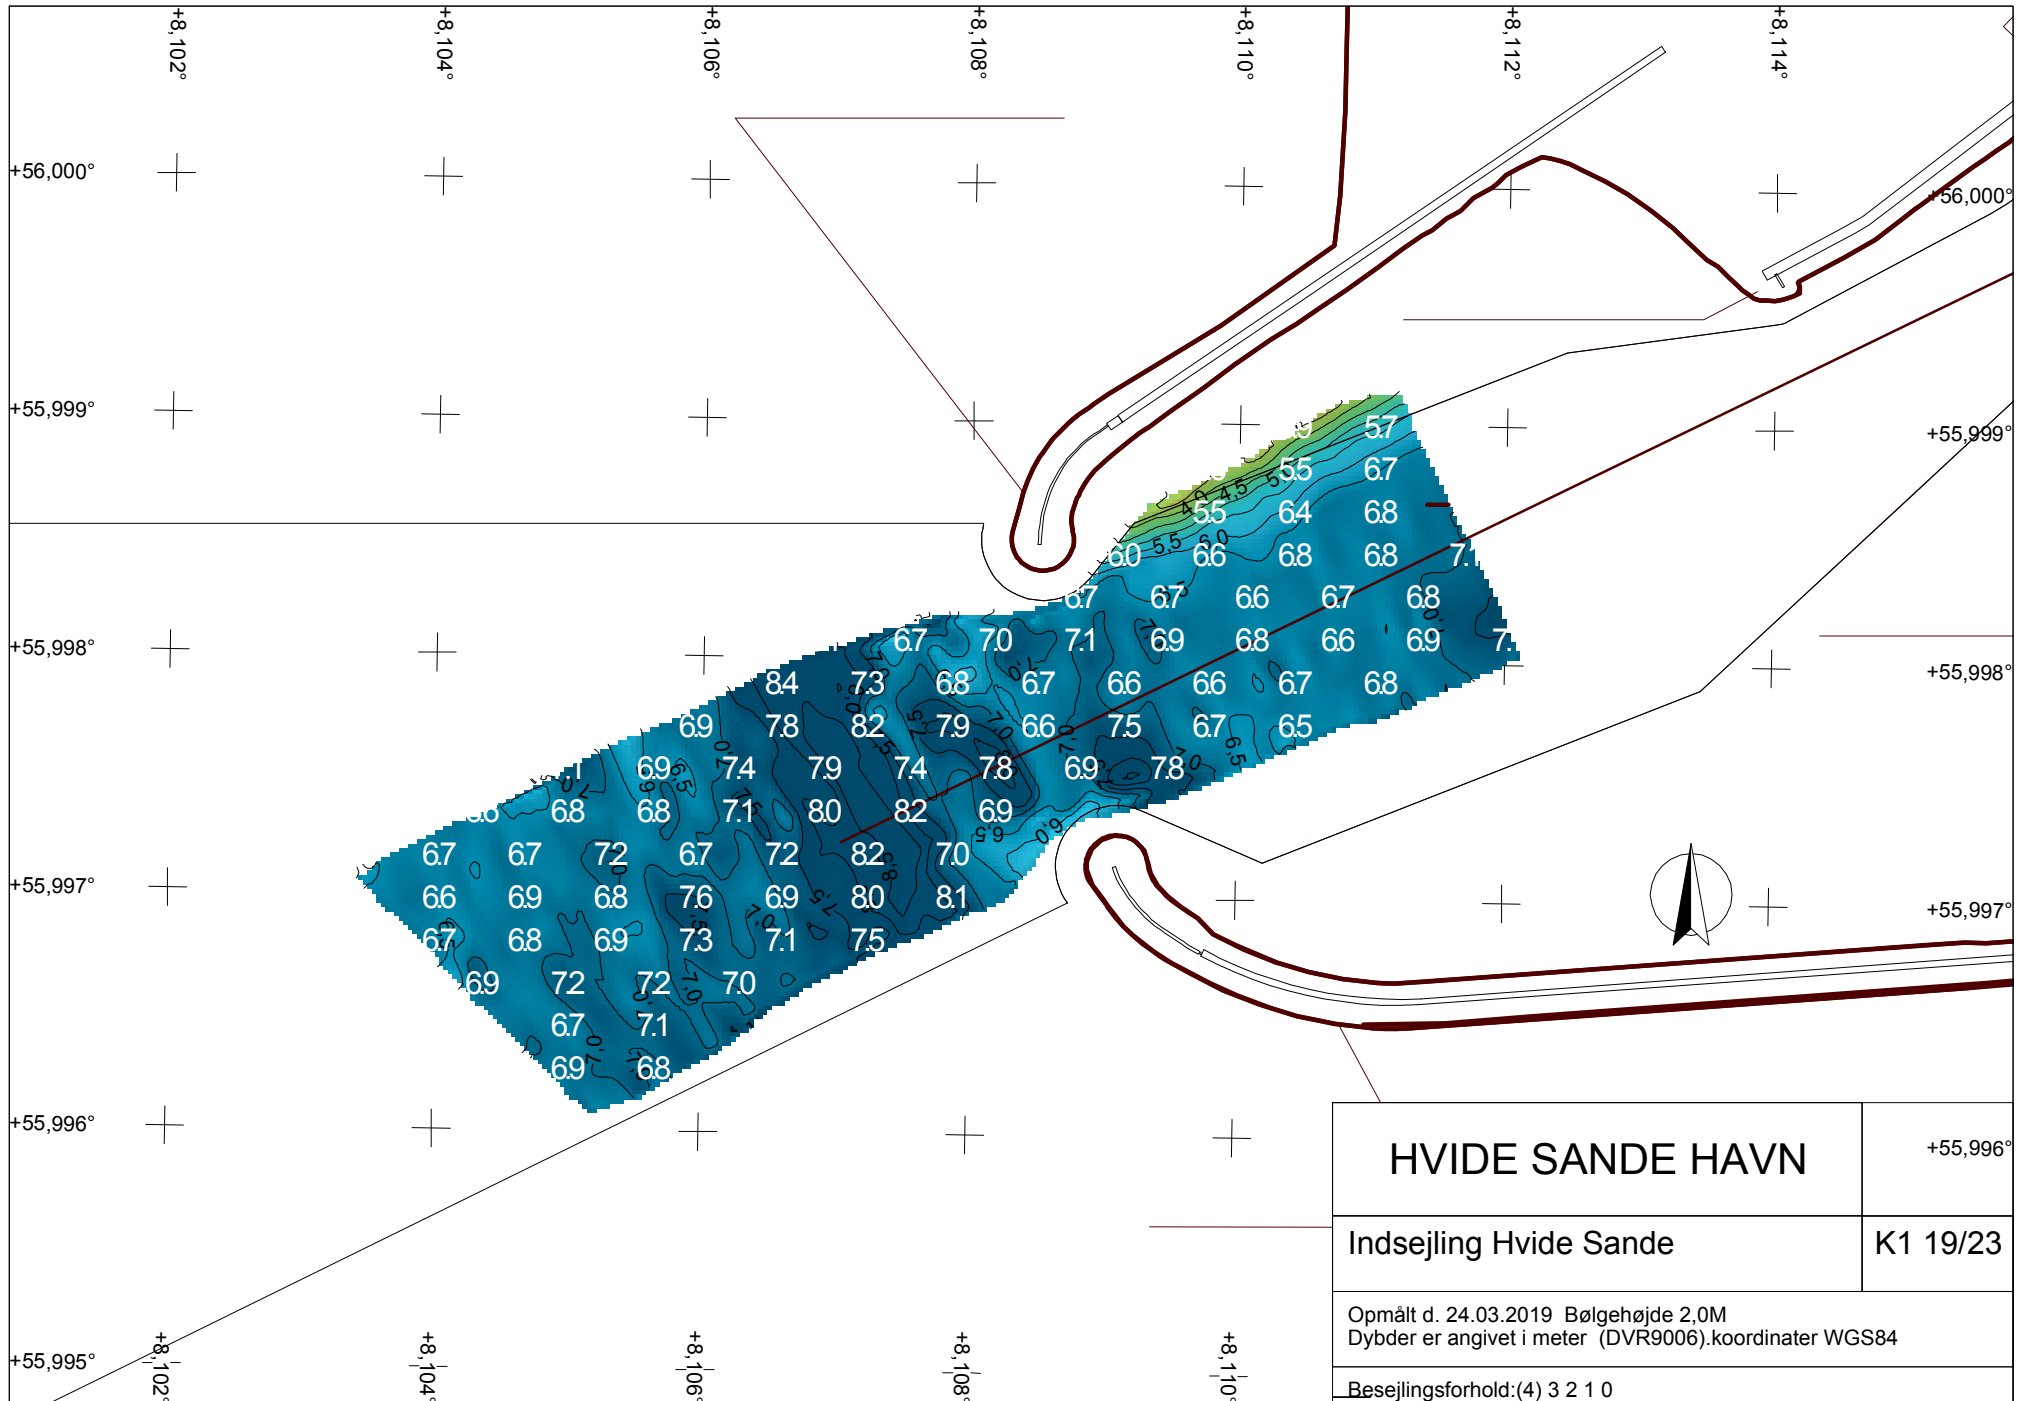 +8,102° +8,104° +8,106° +8,108° +8,110° +8,112° +8,114°
+56,000° +56,000°
+55,999° 5.7 +55,999°
5.5 6.7
4,0 4,5
5.5 6.4 6.8
5,5 6,0
6.0 6.6 6.8 6.8
6.7 6.7 6.6 6.7 6.8
+55,998° 6.7 7.0 7.1 6.9 6.8 6.6 6.9
8.4 7.3 6.8 6.7 6.6 6.6 6.7 6.8 +55,998°
6.9 7.8 8.2 7.9 6.6 7.5 6.7 6.5
6.9 7.4 7.9 7.4 7.8 6.9 7.8
6.8 6.8 7.1 8.0 8.2 6.9
6,5 6,0
6.7 6.7 7.2 6.7 7.2 8.2 7.0
+55,997° 6.6 6.9 6.8 7.6 6.9 8.0 8.1 +55,997°
6.7 6.8 6.9 7.3 7.1 7.5
6.9 7.2 7.2 7.0
6.7 7.1
6.9 6.8
+55,996° +55,996°
HVIDE SANDE HAVN
Indsejling Hvide Sande K1 19/23
Opmålt d. 24.03.2019 Bølgehøjde 2,0M
Dybder er angivet i meter (DVR9006).koordinater WGS84
Besejlingsforhold:(4) 3 2 1 0
+55,995° +8,102° +8,104° +8,106° +8,108° +8,110°